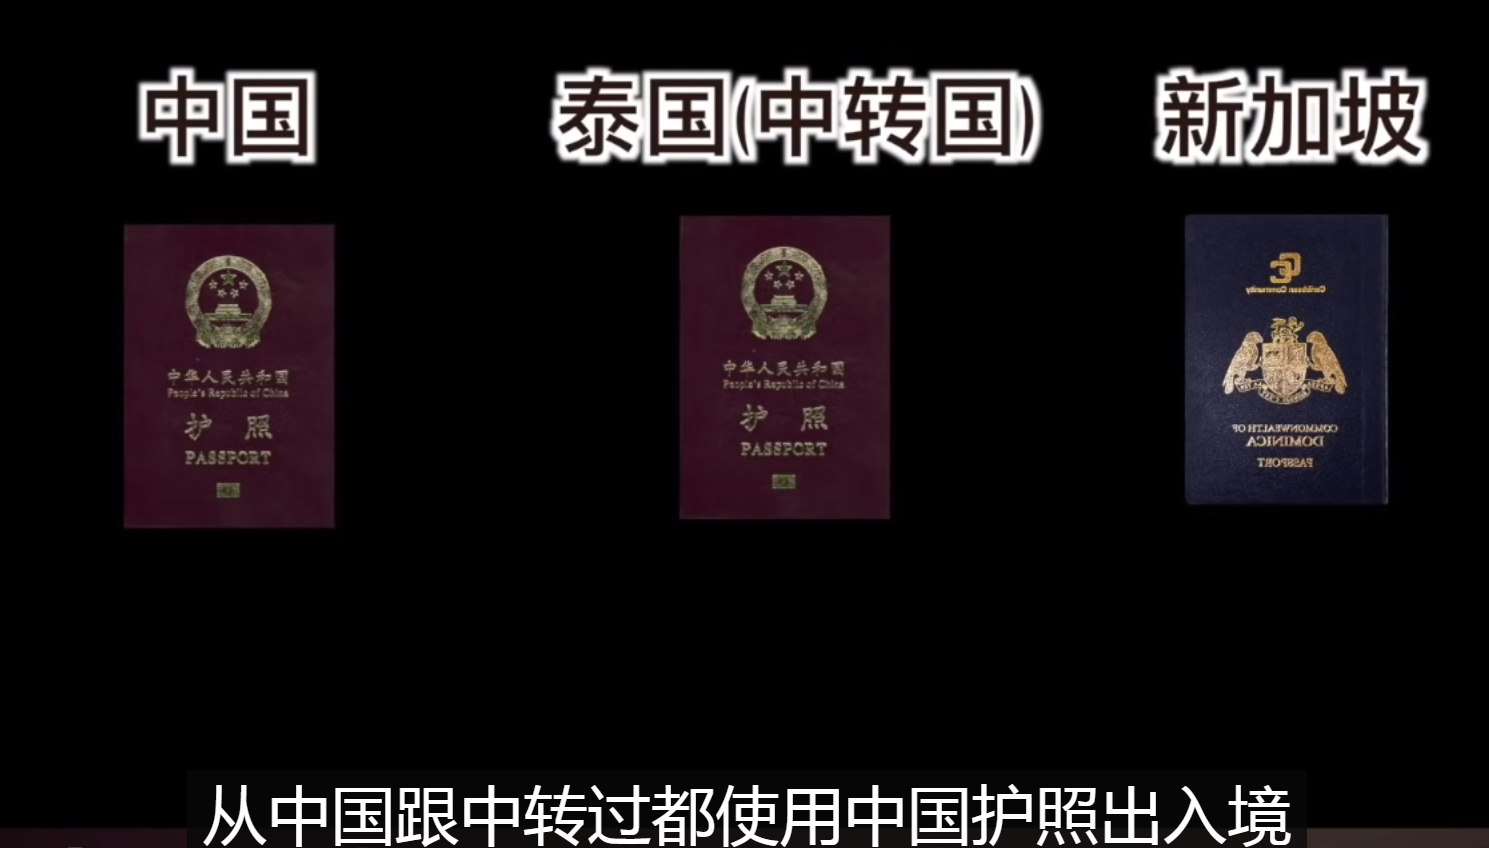 中国
泰国(中转国)
新加坡
中华人民共和国
People's Republic of China
护 照
PASSPORT
中华人民共和国
People's Republic of China
护 照
PASSPORT
Caribbean Community
COMMONWEALTH OF
DOMINICA
PASSPORT
从中国跟中转过都使用中国护照出入境